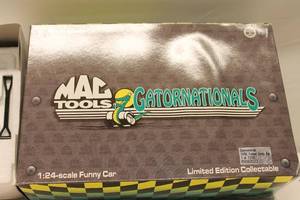 MAC
TOOLS
GATORNATIONALS.
1:24-scale Funny Car
Limited Edition Collectable